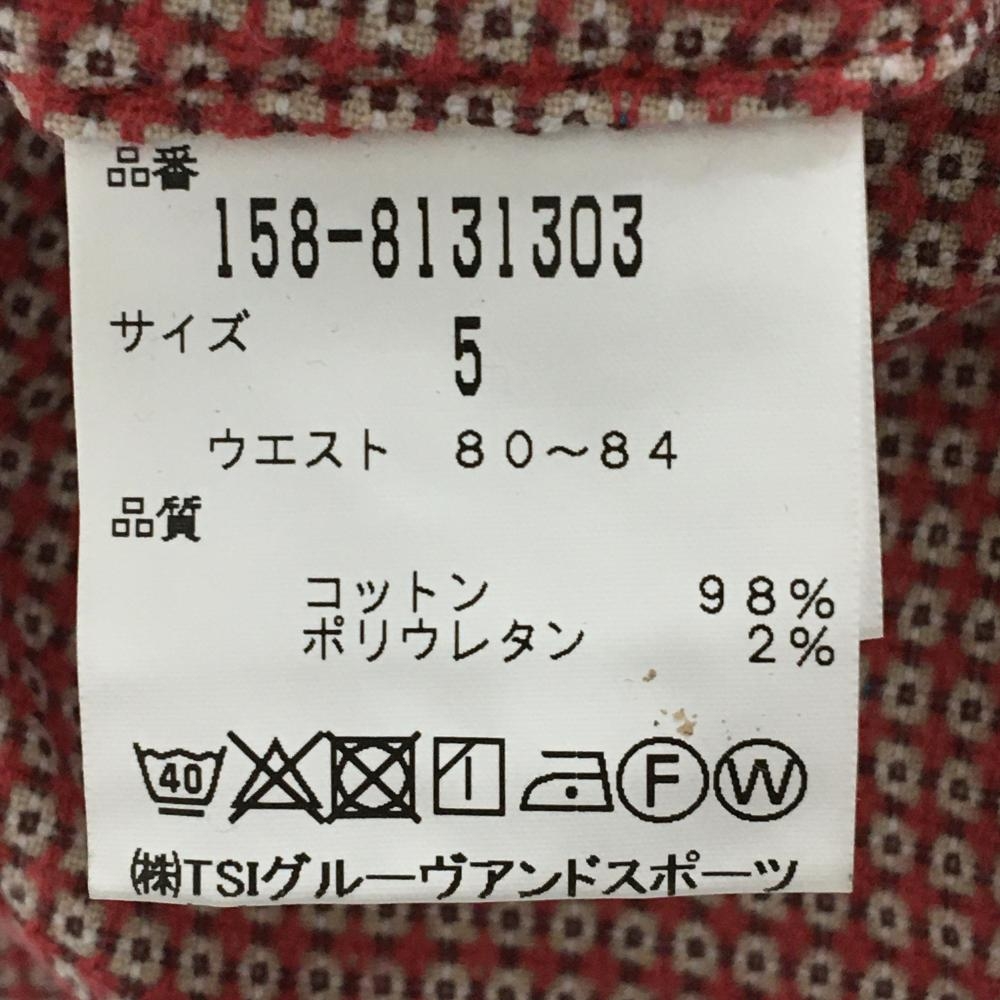 品番
158-8131303
サイズ 5
ウエスト 80～84
品質
コットン 98%
ポリウレタン 2%
40 F W
㈱TSIグルーヴアンドスポーツ